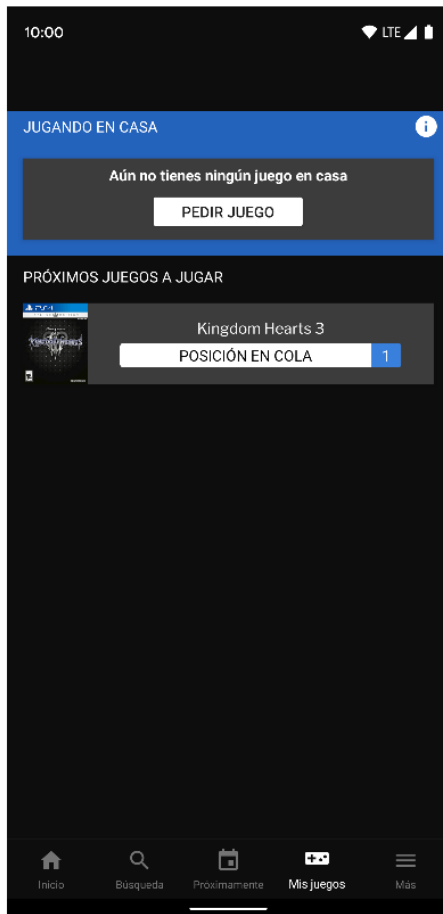 10:00
LTE
JUGANDO EN CASA
Aún no tienes ningún juego en casa
PEDIR JUEGO
PRÓXIMOS JUEGOS A JUGAR
Kingdom Hearts 3
POSICIÓN EN COLA 1
Inicio
Búsqueda
Próximamente
Mis juegos
Más